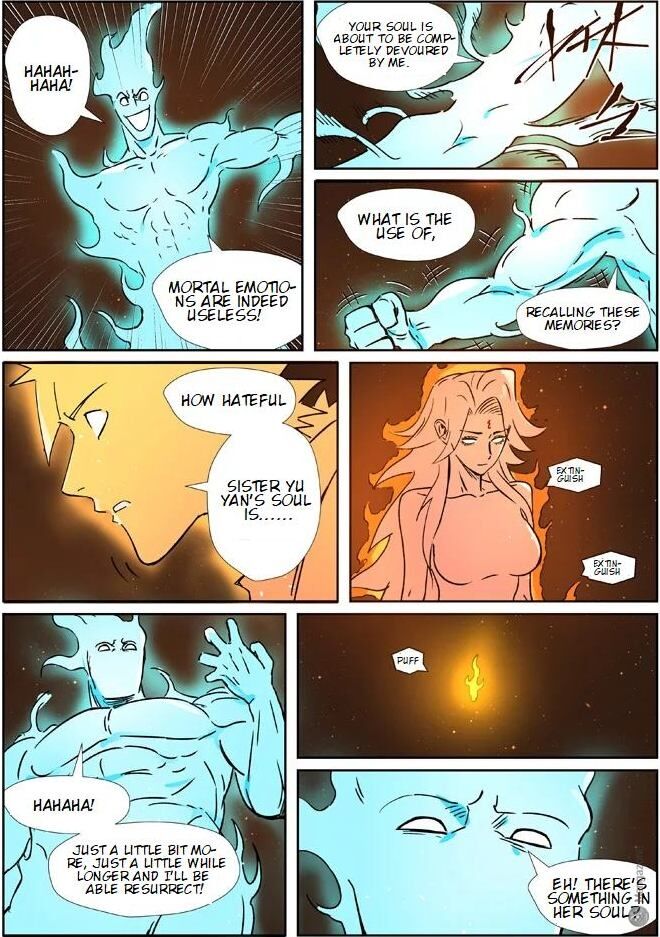 HAHAH-
HAHA!
MORTAL EMOTIO-
NS ARE INDEED
USELESS!
YOUR SOUL IS
ABOUT TO BE COMP-
LETELY DEVOURED
BY ME.
WHAT IS THE
USE OF,
RECALLING THESE
MEMORIES?
HOW HATEFUL
SISTER YU
YAN'S SOUL
IS......
EXTIN-
GUISH
EXTIN-
GUISH
HAHAHA!
JUST A LITTLE BIT MO-
RE, JUST A LITTLE WHILE
LONGER AND I'LL BE
ABLE RESURRECT!
PUFF
EH! THERE'S
SOMETHING IN
HER SOUL?